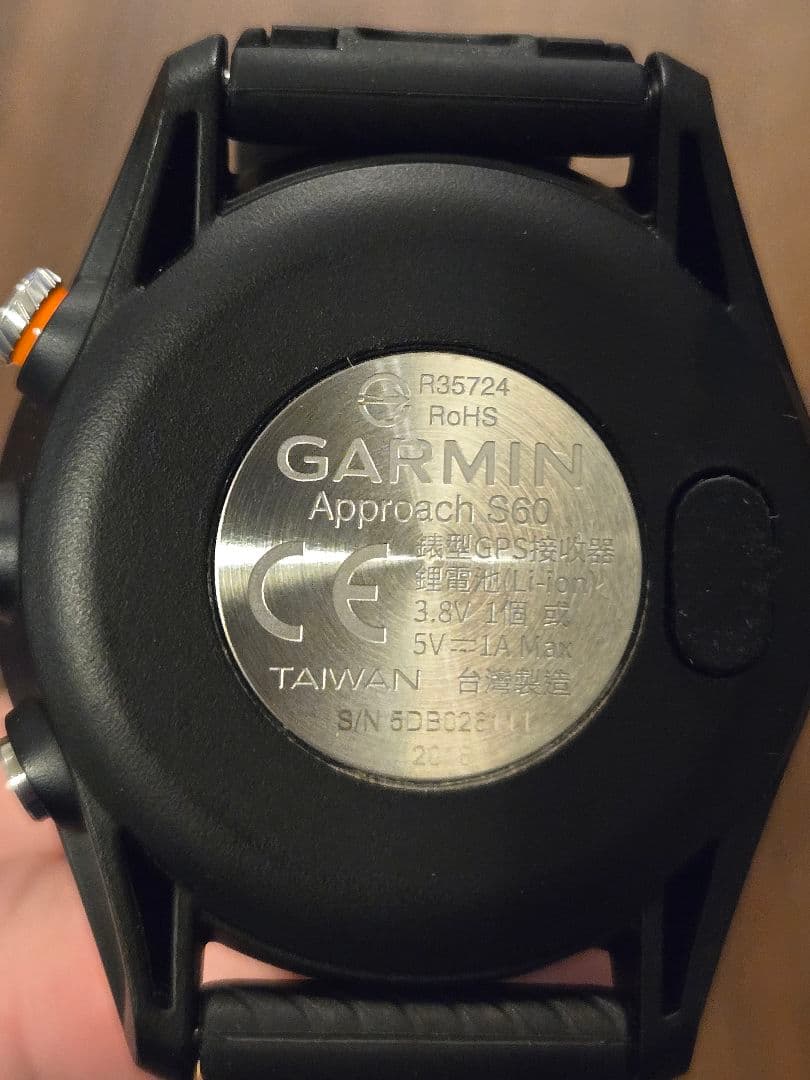 R35724
RoHS
GARMIN
Approach S60
CE
錶型GPS接收器
鋰電池(Li-ion)
3.8V 1個 或
5V⎓1A Max
TAIWAN 台灣製造
S/N